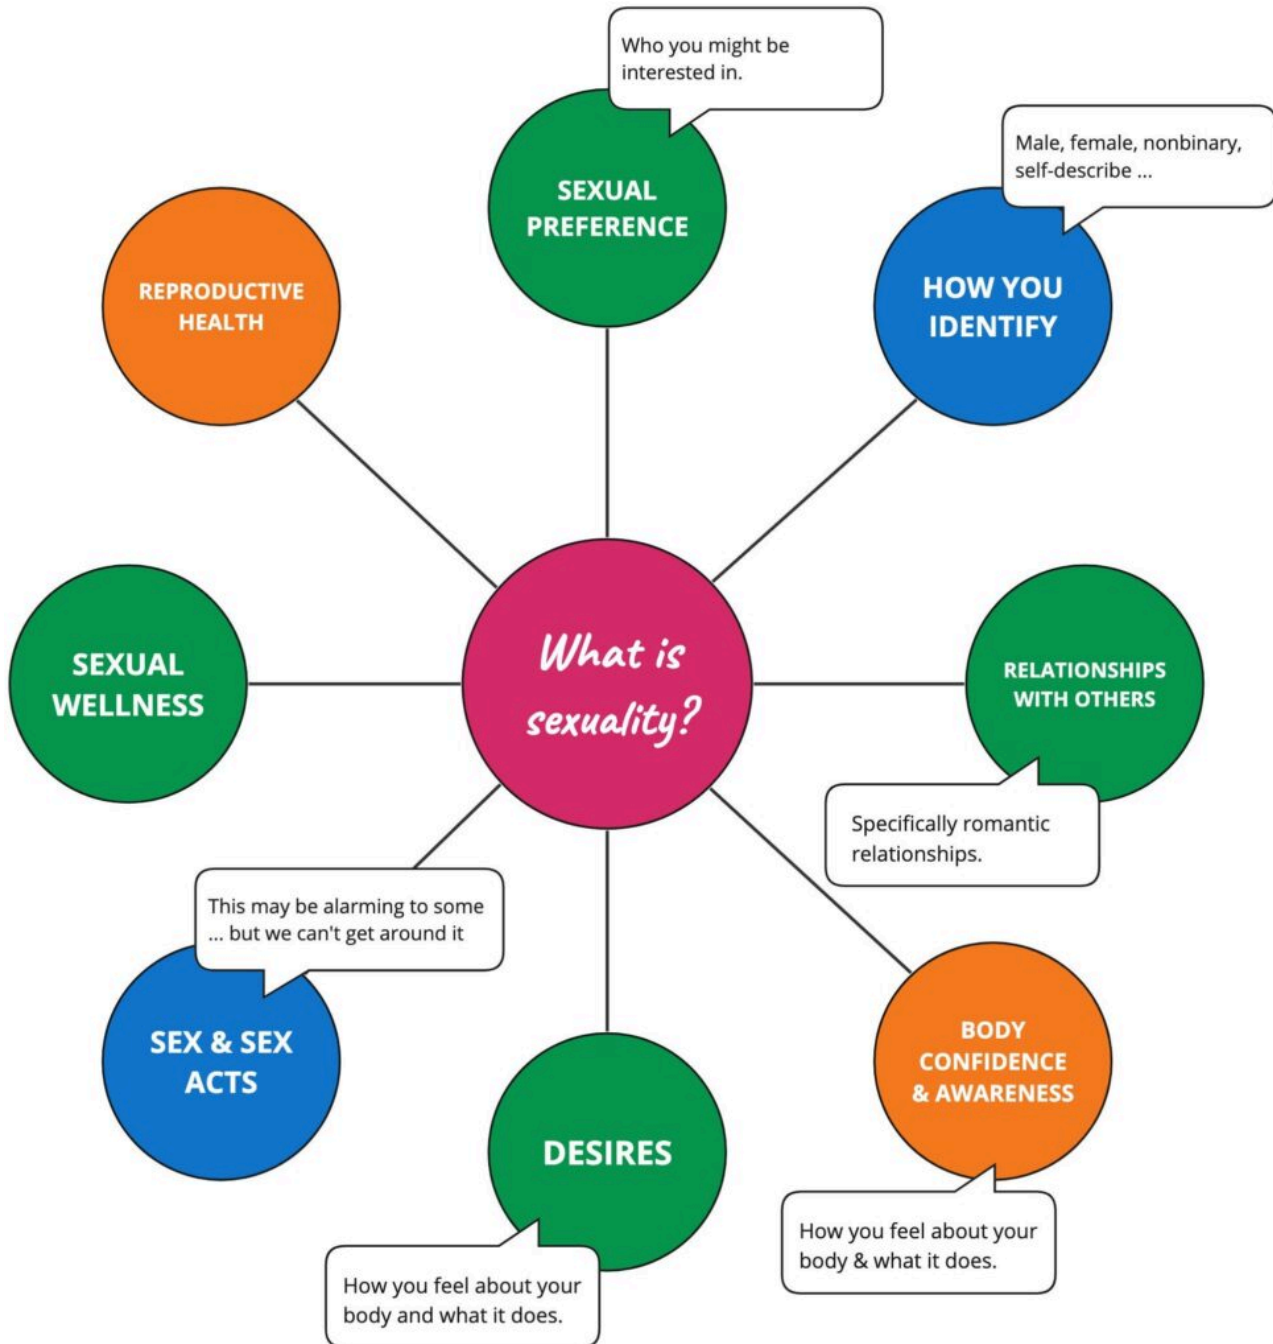 Who you might be
interested in.
SEXUAL
PREFERENCE
Male, female, nonbinary,
self-describe ...
HOW YOU
IDENTIFY
REPRODUCTIVE
HEALTH
What is
sexuality?
SEXUAL
WELLNESS
RELATIONSHIPS
WITH OTHERS
Specifically romantic
relationships.
This may be alarming to some
... but we can't get around it
SEX & SEX
ACTS
DESIRES
How you feel about your
body and what it does.
BODY
CONFIDENCE
& AWARENESS
How you feel about your
body & what it does.